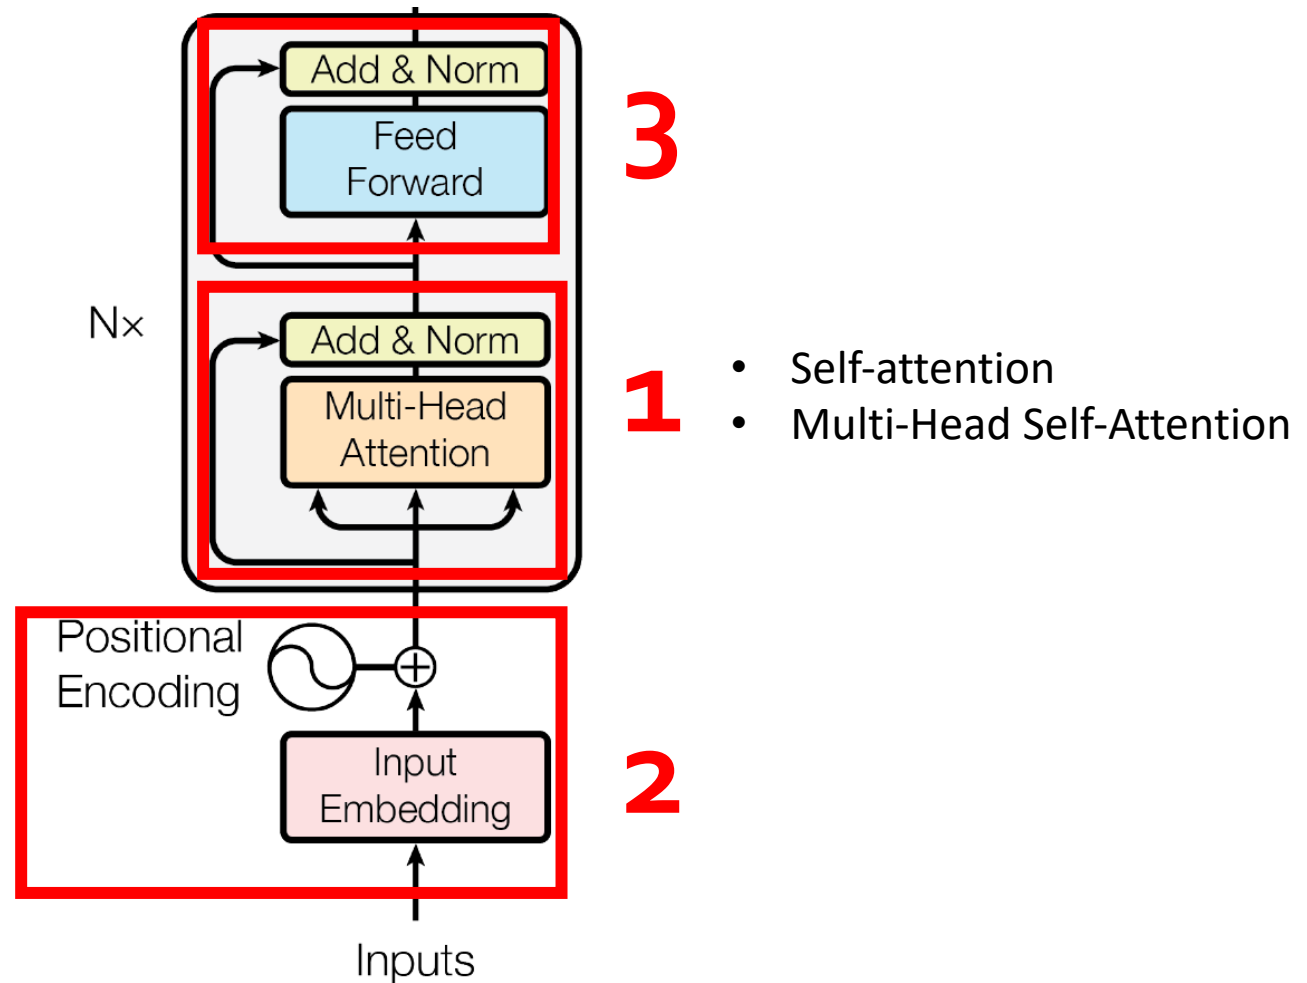 Add & Norm
Feed
Forward
3
N×
Add & Norm
Multi-Head
Attention
1
• Self-attention
• Multi-Head Self-Attention
Positional
Encoding
Input
Embedding
2
Inputs